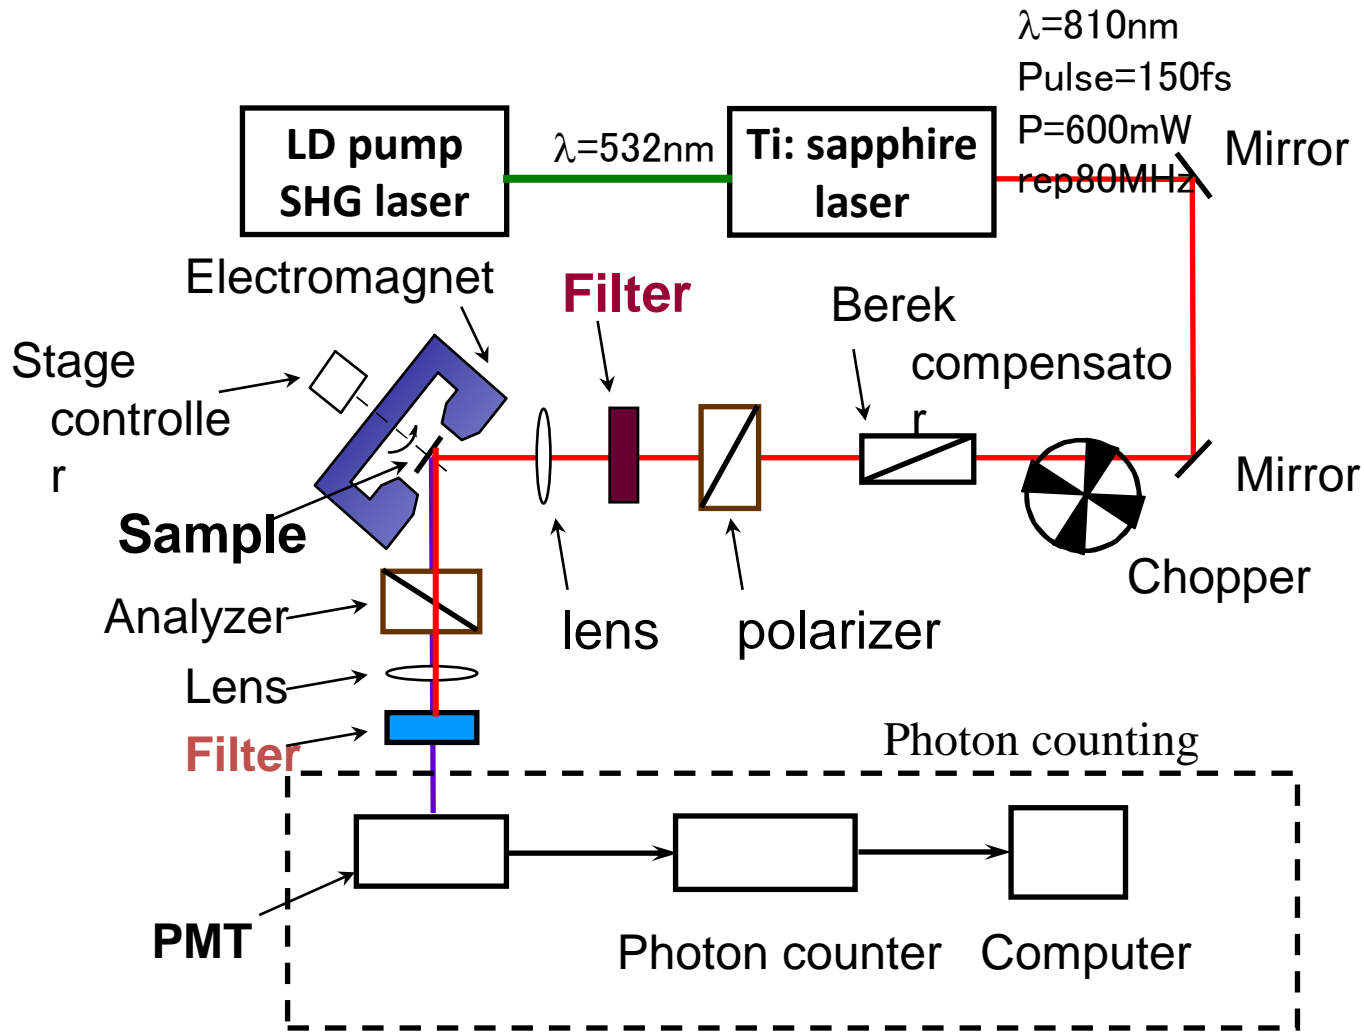 λ=810nm
Pulse=150fs
P=600mW
rep80MHz
Mirror
LD pump
SHG laser
λ=532nm
Ti: sapphire
laser
Electromagnet
Filter
Berek
compensato
r
Stage
controlle
r
Mirror
Sample
Chopper
Analyzer
lens
polarizer
Lens
Filter
Photon counting
PMT
Photon counter
Computer